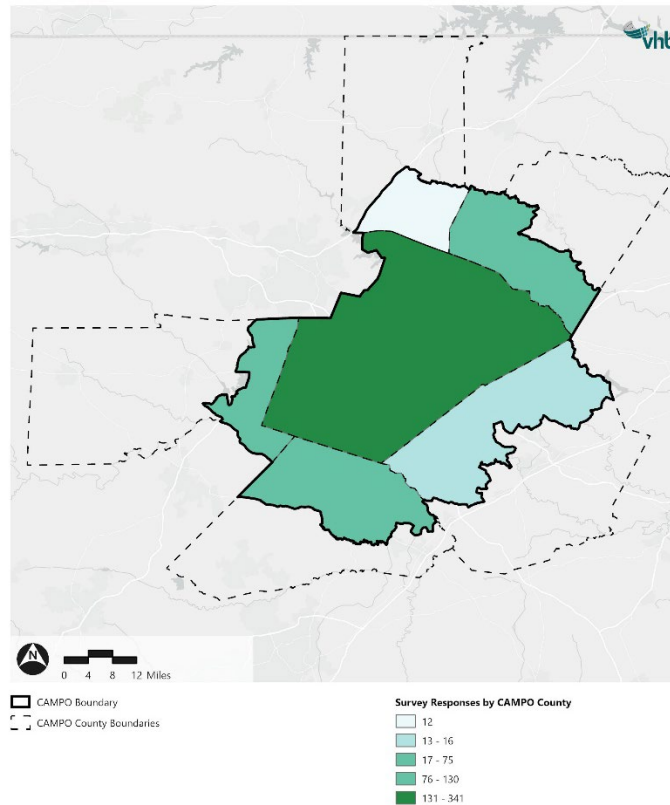 vhb
N
0 4 8 12 Miles
CAMPO Boundary
CAMPO County Boundaries
Survey Responses by CAMPO County
12
13 - 16
17 - 75
76 - 130
131 - 341